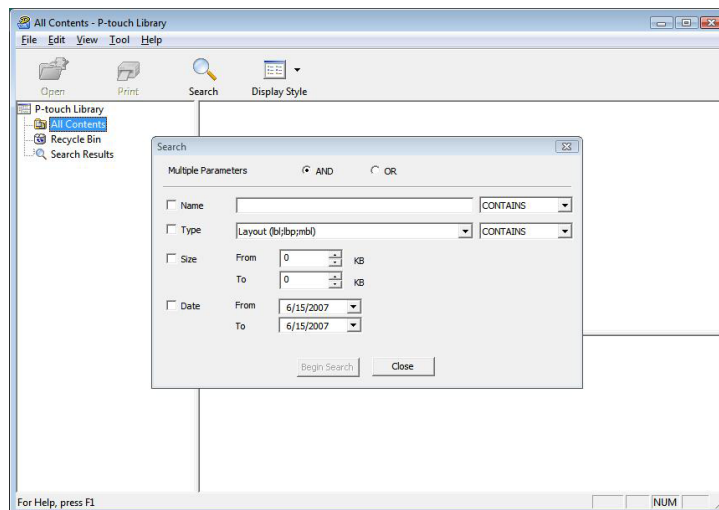 All Contents - P-touch Library
File Edit View Tool Help
Open Print Search Display Style
P-touch Library
All Contents
Recycle Bin
Search Results
Search
Multiple Parameters AND OR
Name CONTAINS
Type Layout (lbl;lbp;mbl) CONTAINS
Size From 0 KB
To 0 KB
Date From 6/15/2007
To 6/15/2007
Begin Search Close
For Help, press F1 NUM